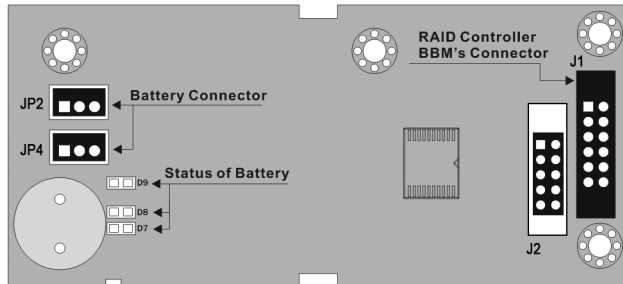 RAID Controller
BBM's Connector
J1
JP2
Battery Connector
JP4
Status of Battery
D9
D8
D7
J2